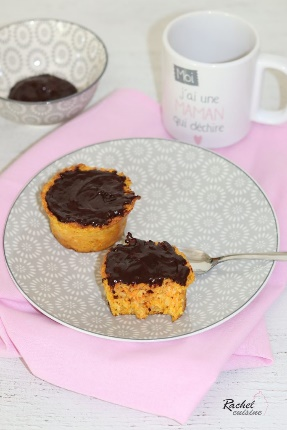 Moi
J'ai une
MAMAN
qui déchire
Rachel
cuisine